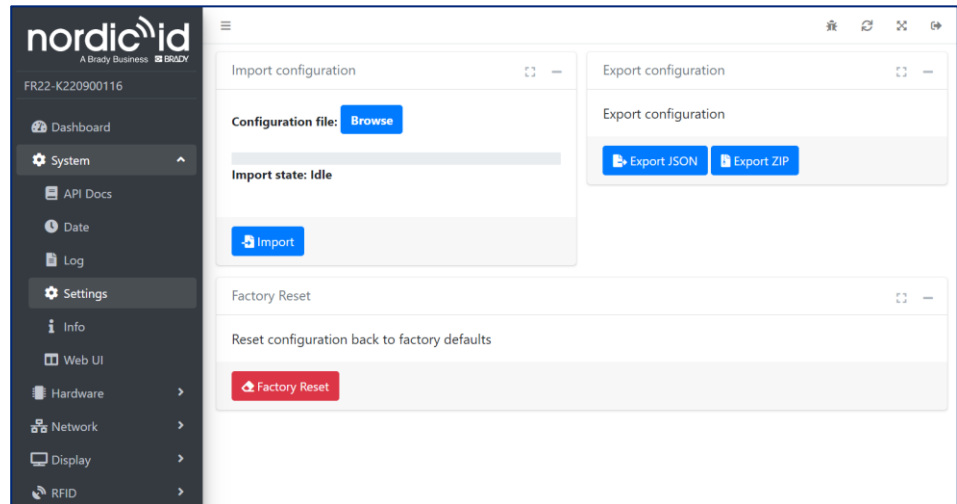 nordic id
A Brady Business BRADY
FR22-K220900116
Dashboard
System
API Docs
Date
Log
Settings
Info
Web UI
Hardware
Network
Display
RFID
Import configuration
Configuration file: Browse
Import state: Idle
Import
Export configuration
Export configuration
Export JSON Export ZIP
Factory Reset
Reset configuration back to factory defaults
Factory Reset